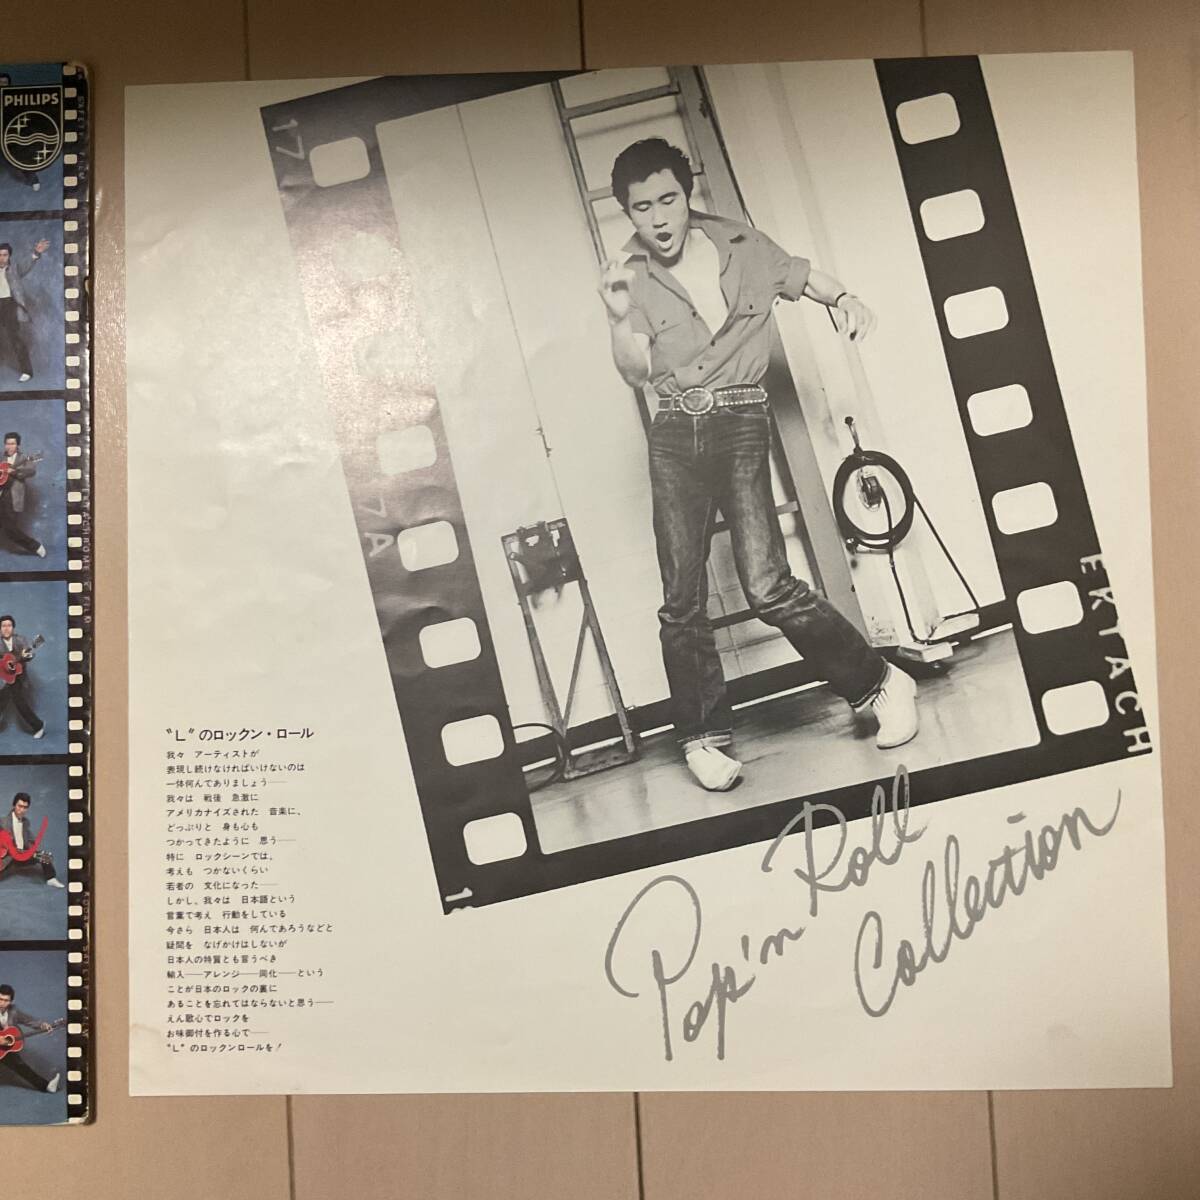 PHILIPS
17
7A
EKTACH
1
"L"のロックン・ロール
我々 アーティストが
表現し続けなければいけないのは
一体何んでありましょう——
我々は 戦後 急激に
アメリカナイズされた 音楽に、
どっぷりと 身も心も
つかってきたように 思う——
特に ロックシーンでは、
考えも つかないくらい
若者の 文化になった——
しかし、我々は 日本語という
言葉で考え 行動をしている
今さら 日本人は 何んであろうなどと
疑問を なげかけはしないが
日本人の特質とも言うべき
輸入——アレンジ——同化——という
ことが日本のロックの裏に
あることを忘れてはならないと思う——
えん歌心でロックを
お味御付を作る心で——
"L"のロックンロールを!
Pop'n Roll
Collection